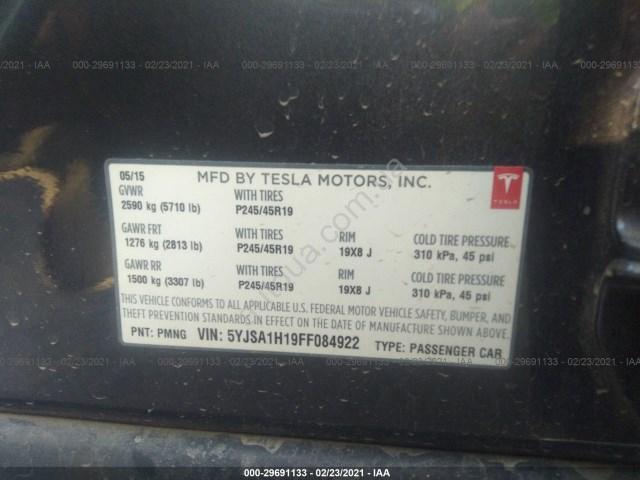 000-29691133 - 02/23/2021 - IAA
05/15 MFD BY TESLA MOTORS, INC.
GVWR WITH TIRES
2590 kg (5710 lb) P245/45R19
TESLA
GAWR FRT WITH TIRES RIM COLD TIRE PRESSURE
1276 kg (2813 lb) P245/45R19 19X8 J 310 kPa, 45 psi
GAWR RR WITH TIRES RIM COLD TIRE PRESSURE
1500 kg (3307 lb) P245/45R19 19X8 J 310 kPa, 45 psi
THIS VEHICLE CONFORMS TO ALL APPLICABLE U.S. FEDERAL MOTOR VEHICLE SAFETY, BUMPER, AND
THEFT PREVENTION STANDARDS IN EFFECT ON THE DATE OF MANUFACTURE SHOWN ABOVE.
PNT: PMNG VIN: 5YJSA1H19FF084922 TYPE: PASSENGER CAR
000-29691133 - 02/23/2021 - IAA